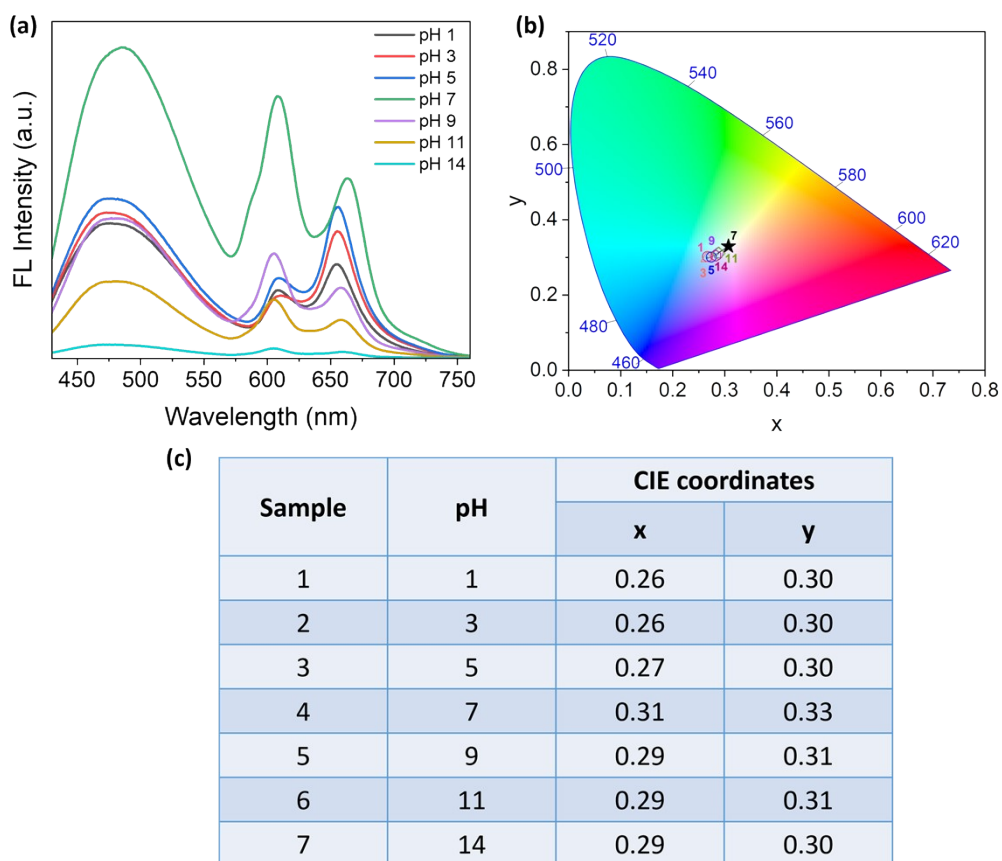 (a)
FL Intensity (a.u.)
pH 1
pH 3
pH 5
pH 7
pH 9
pH 11
pH 14
450 500 550 600 650 700 750
Wavelength (nm)
(b)
y
0.8
0.6
0.4
0.2
0.0
520
540
560
500
580
600
620
480
460
9
7
1
11
3
5
14
0.0 0.1 0.2 0.3 0.4 0.5 0.6 0.7 0.8
x
(c)
Sample pH CIE coordinates
x y
1 1 0.26 0.30
2 3 0.26 0.30
3 5 0.27 0.30
4 7 0.31 0.33
5 9 0.29 0.31
6 11 0.29 0.31
7 14 0.29 0.30